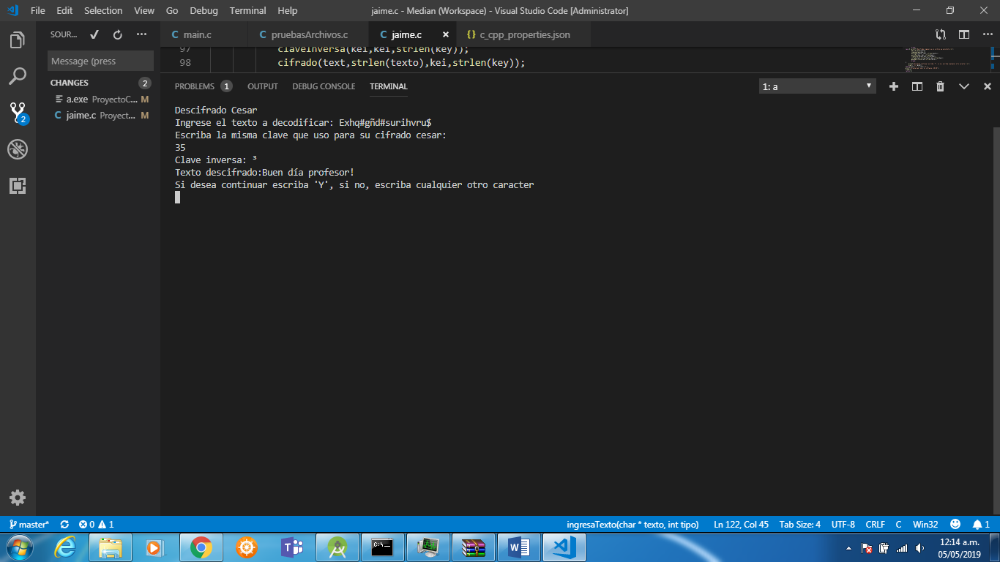 File Edit Selection View Go Debug Terminal Help jaime.c - Median (Workspace) - Visual Studio Code [Administrator]
SOUR... main.c pruebasArchivos.c jaime.c c_cpp_properties.json
Message (press
CHANGES 2
a.exe ProyectoC... M
jaime.c Proyect... M
2
97 claveInversa(kei,kei,strlen(key));
98 cifrado(text,strlen(texto),kei,strlen(key));
PROBLEMS 1 OUTPUT DEBUG CONSOLE TERMINAL 1: a
Descifrado Cesar
Ingrese el texto a decodificar: Exhq#gñd#surihvru$
Escriba la misma clave que uso para su cifrado cesar:
35
Clave inversa: ³
Texto descifrado:Buen día profesor!
Si desea continuar escriba 'Y', si no, escriba cualquier otro caracter
master* 0 1 ingresaTexto(char * texto, int tipo) Ln 122, Col 45 Tab Size: 4 UTF-8 CRLF C Win32 1
12:14 a.m.
05/05/2019